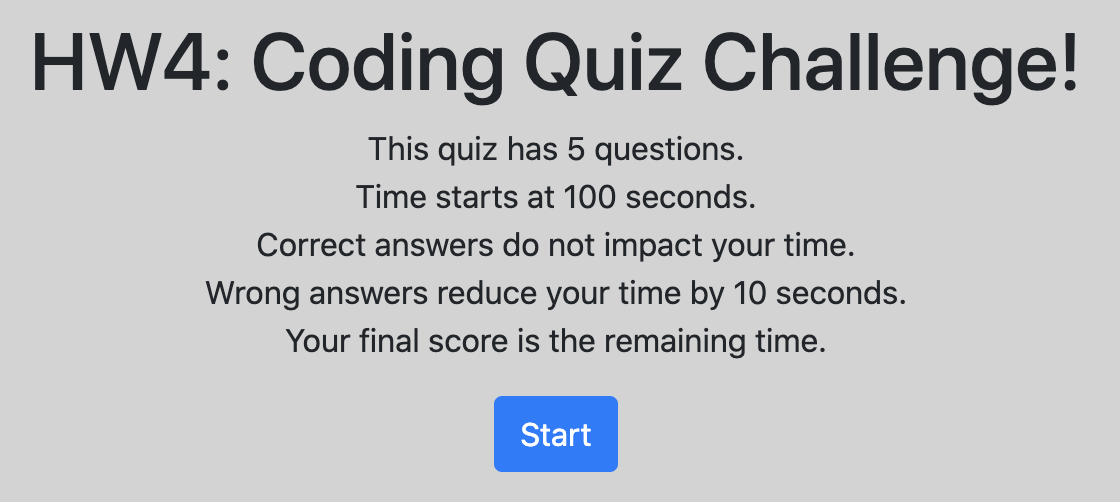 HW4: Coding Quiz Challenge!
This quiz has 5 questions.
Time starts at 100 seconds.
Correct answers do not impact your time.
Wrong answers reduce your time by 10 seconds.
Your final score is the remaining time.
Start